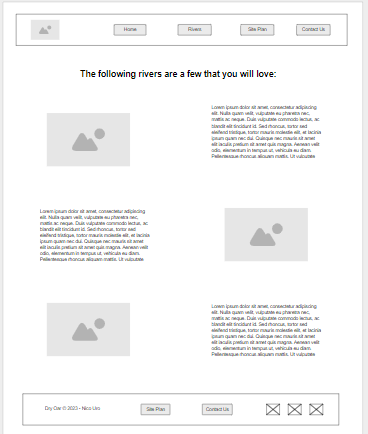 Home
Rivers
Site Plan
Contact Us
The following rivers are a few that you will love:
Lorem ipsum dolor sit amet, consectetur adipiscing
elit. Nulla quam velit, vulputate eu pharetra nec,
mattis ac neque. Duis vulputate commodo lectus, ac
blandit elit tincidunt id. Sed rhoncus, tortor sed
eleifend tristique, tortor mauris molestie elit, et lacinia
ipsum quam nec dui. Quisque nec mauris sit amet
elit iaculis pretium sit amet quis magna. Aenean velit
odio, elementum in tempus ut, vehicula eu diam.
Pellentesque rhoncus aliquam mattis. Ut vulputate
Lorem ipsum dolor sit amet, consectetur adipiscing
elit. Nulla quam velit, vulputate eu pharetra nec,
mattis ac neque. Duis vulputate commodo lectus, ac
blandit elit tincidunt id. Sed rhoncus, tortor sed
eleifend tristique, tortor mauris molestie elit, et lacinia
ipsum quam nec dui. Quisque nec mauris sit amet
elit iaculis pretium sit amet quis magna. Aenean velit
odio, elementum in tempus ut, vehicula eu diam.
Pellentesque rhoncus aliquam mattis. Ut vulputate
Lorem ipsum dolor sit amet, consectetur adipiscing
elit. Nulla quam velit, vulputate eu pharetra nec,
mattis ac neque. Duis vulputate commodo lectus, ac
blandit elit tincidunt id. Sed rhoncus, tortor sed
eleifend tristique, tortor mauris molestie elit, et lacinia
ipsum quam nec dui. Quisque nec mauris sit amet
elit iaculis pretium sit amet quis magna. Aenean velit
odio, elementum in tempus ut, vehicula eu diam.
Pellentesque rhoncus aliquam mattis. Ut vulputate
Dry Oar © 2023 - Nico
Site Plan
Contact Us